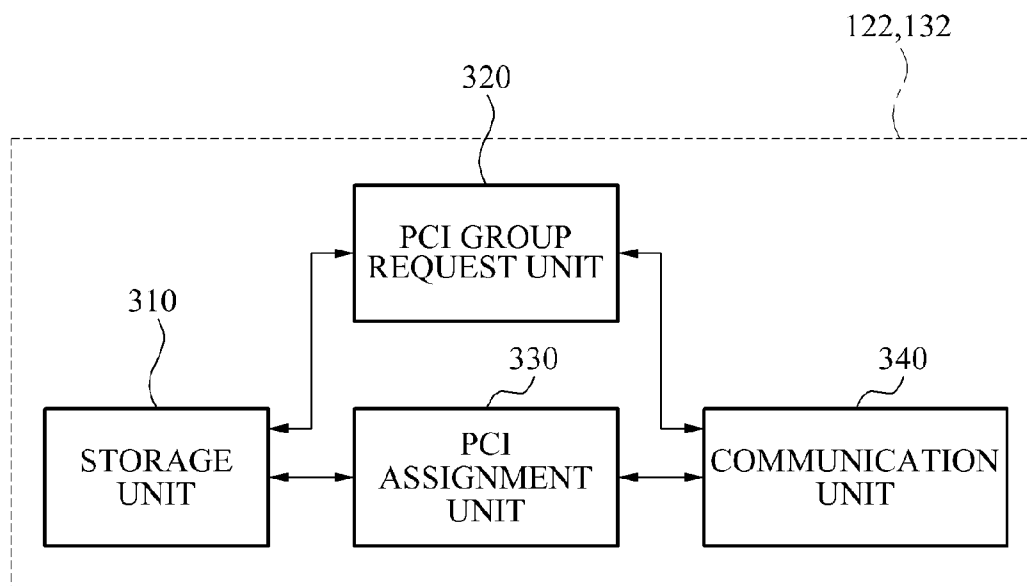 122,132
320
PCI GROUP
REQUEST UNIT
310
330
340
STORAGE
UNIT
PCI
ASSIGNMENT
UNIT
COMMUNICATION
UNIT